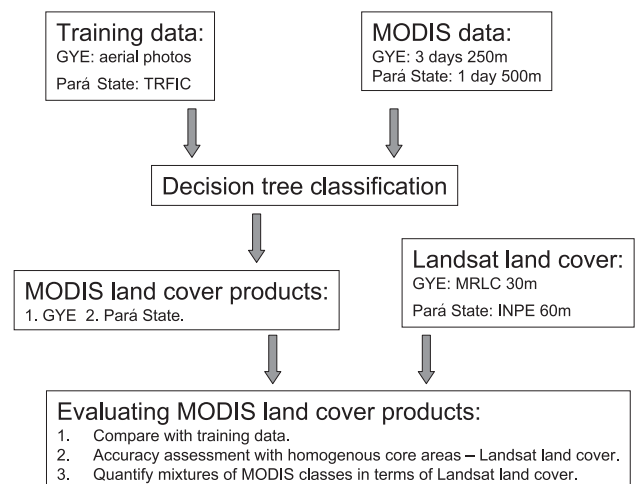 Training data:
GYE: aerial photos
Pará State: TRFIC
MODIS data:
GYE: 3 days 250m
Pará State: 1 day 500m
Decision tree classification
MODIS land cover products:
1. GYE 2. Pará State.
Landsat land cover:
GYE: MRLC 30m
Pará State: INPE 60m
Evaluating MODIS land cover products:
1. Compare with training data.
2. Accuracy assessment with homogenous core areas – Landsat land cover.
3. Quantify mixtures of MODIS classes in terms of Landsat land cover.